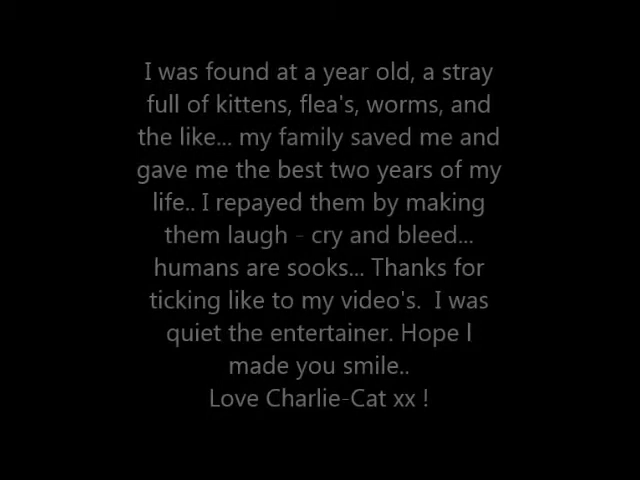 I was found at a year old, a stray
full of kittens, flea's, worms, and
the like... my family saved me and
gave me the best two years of my
life.. I repayed them by making
them laugh - cry and bleed...
humans are sooks... Thanks for
ticking like to my video's.  I was
quiet the entertainer. Hope I
made you smile..
Love Charlie-Cat xx !